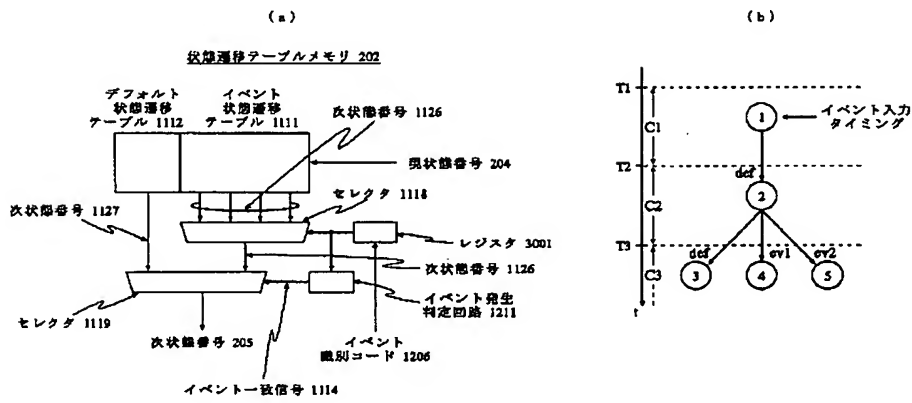 (a)
状態遷移テーブルメモリ 202
デフォルト
状態遷移
テーブル 1112
イベント
状態遷移
テーブル 1111
次状態番号 1126
現状態番号 204
セレクタ 1118
次状態番号 1127
レジスタ 3001
次状態番号 1126
イベント発生
判定回路 1211
セレクタ 1119
次状態番号 205
イベント
識別コード 1206
イベント一致信号 1114
(b)
T1
C1
1
イベント入力
タイミング
T2
def
C2
2
T3
def
ev1
ev2
C3
3
4
5
t